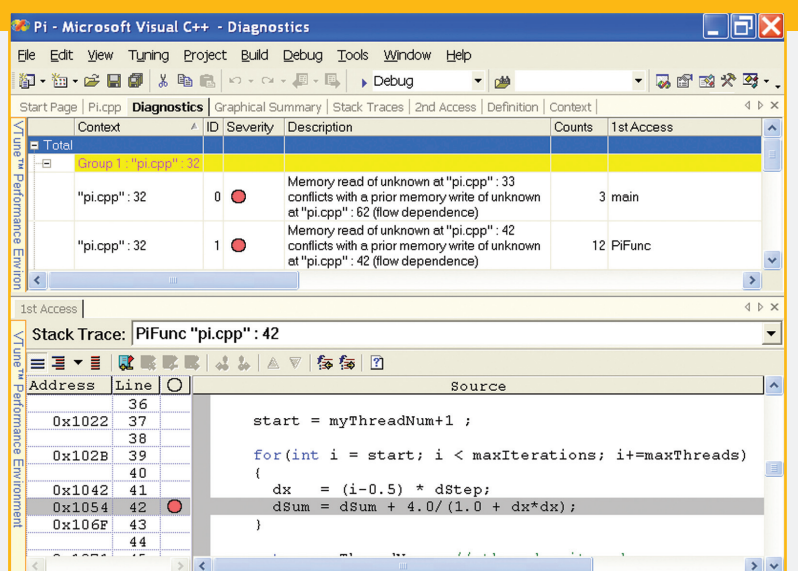 Pi - Microsoft Visual C++ - Diagnostics
File Edit View Tuning Project Build Debug Tools Window Help
Debug
Start Page Pi.cpp Diagnostics Graphical Summary Stack Traces 2nd Access Definition Context
Context ID Severity Description Counts 1st Access
Total
Group 1 : "pi.cpp" : 32
"pi.cpp" : 32 0 Memory read of unknown at "pi.cpp" : 33
conflicts with a prior memory write of unknown
at "pi.cpp" : 62 (flow dependence) 3 main
"pi.cpp" : 32 1 Memory read of unknown at "pi.cpp" : 42
conflicts with a prior memory write of unknown
at "pi.cpp" : 42 (flow dependence) 12 PiFunc
VTune™ Performance Environ
1st Access
Stack Trace: PiFunc "pi.cpp" : 42
Address Line Source
36
0x1022 37 start = myThreadNum+1 ;
38
0x102B 39 for(int i = start; i < maxIterations; i+=maxThreads)
40 {
0x1042 41 dx = (i-0.5) * dStep;
0x1054 42 dSum = dSum + 4.0/(1.0 + dx*dx);
0x106F 43 }
44
VTune™ Performance Environment